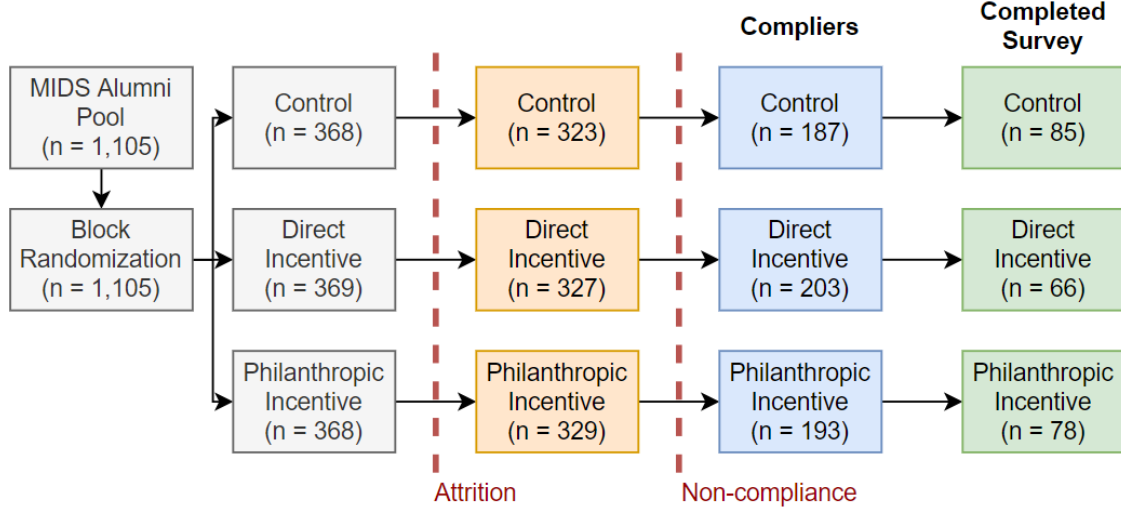 Compliers
Completed
Survey
MIDS Alumni
Pool
(n = 1,105)
Control
(n = 368)
Control
(n = 323)
Control
(n = 187)
Control
(n = 85)
Block
Randomization
(n = 1,105)
Direct
Incentive
(n = 369)
Direct
Incentive
(n = 327)
Direct
Incentive
(n = 203)
Direct
Incentive
(n = 66)
Philanthropic
Incentive
(n = 368)
Philanthropic
Incentive
(n = 329)
Philanthropic
Incentive
(n = 193)
Philanthropic
Incentive
(n = 78)
Attrition
Non-compliance